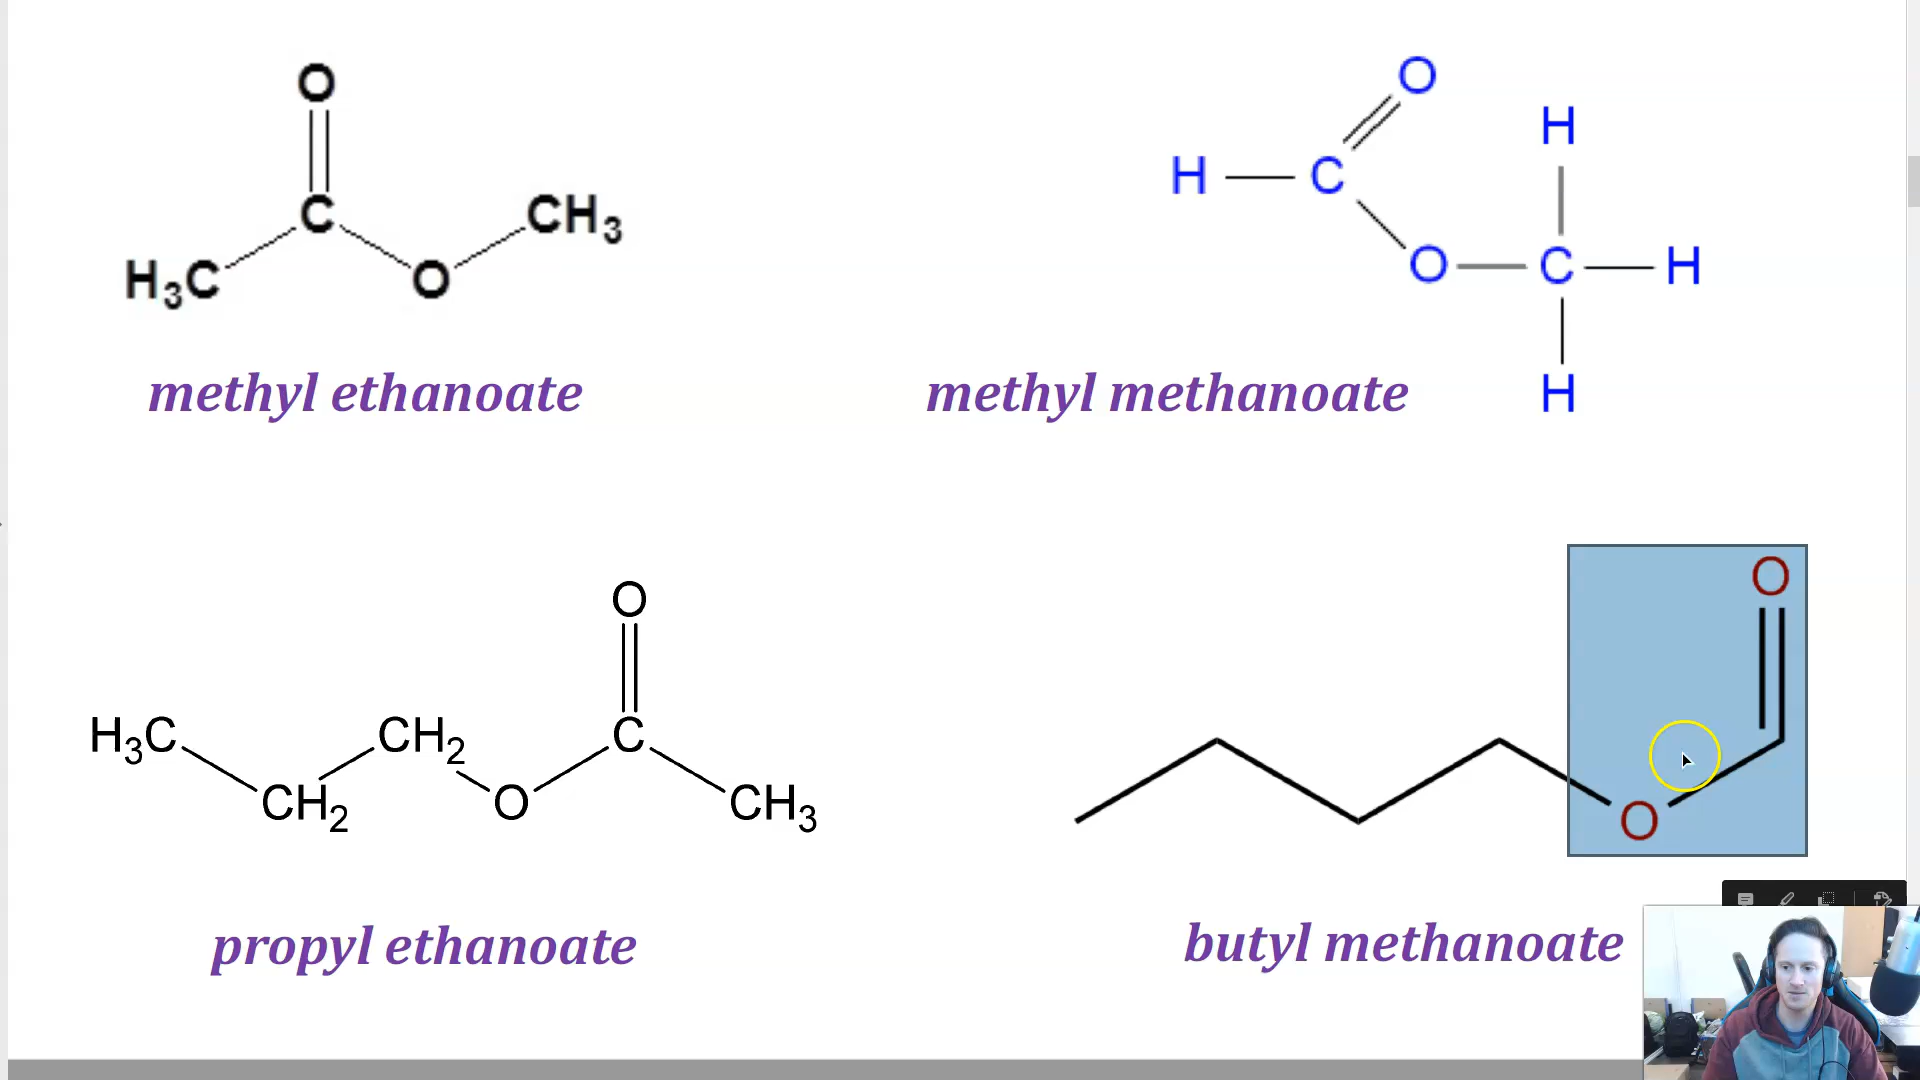 O
C
H₃C
O
CH₃
methyl ethanoate
O
H
H
C
O
C
H
H
methyl methanoate
O
H₃C
CH₂
C
CH₂
O
CH₃
propyl ethanoate
O
O
butyl methanoate